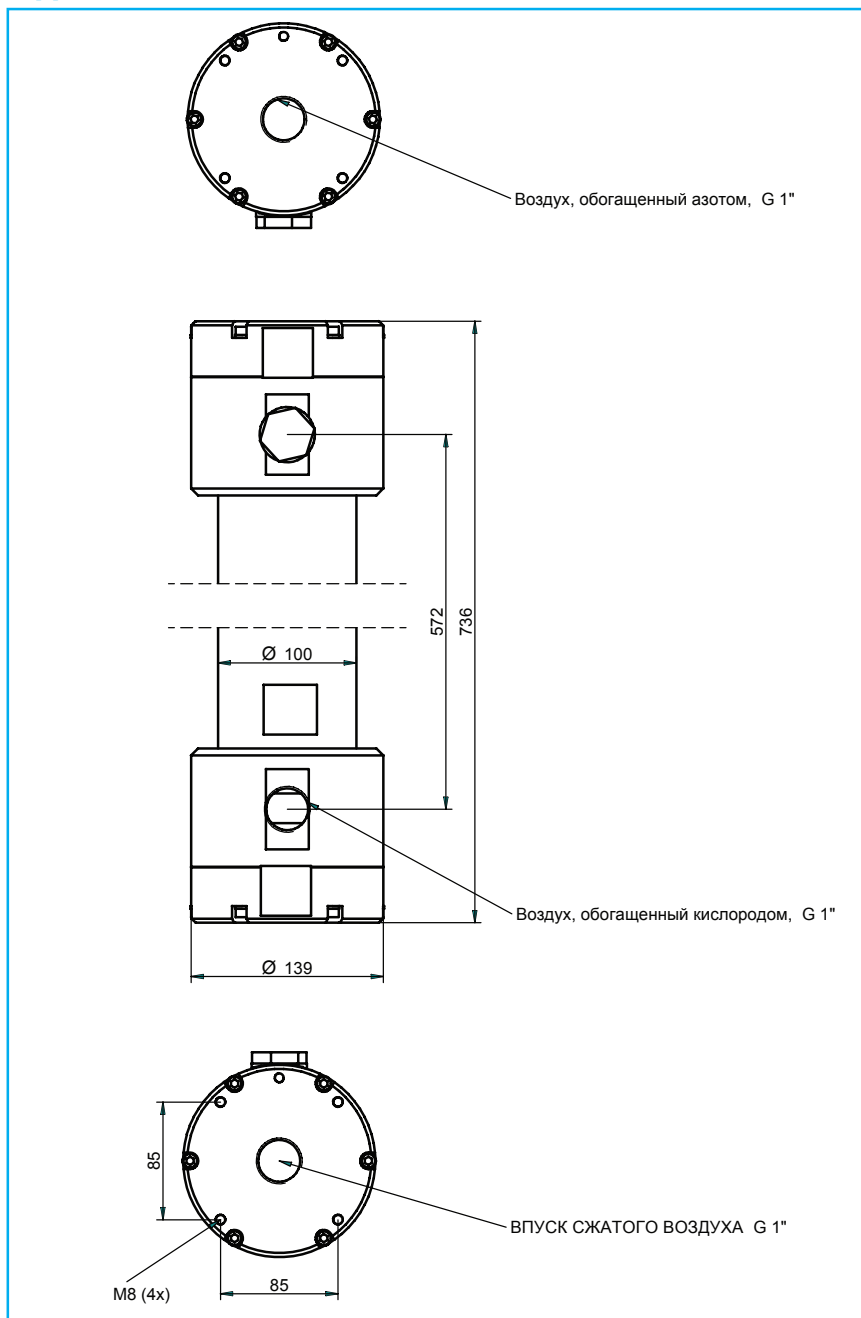 Воздух, обогащенный азотом, G 1"
572
736
Ø 100
Воздух, обогащенный кислородом, G 1"
Ø 139
85
ВПУСК СЖАТОГО ВОЗДУХА G 1"
85
M8 (4x)